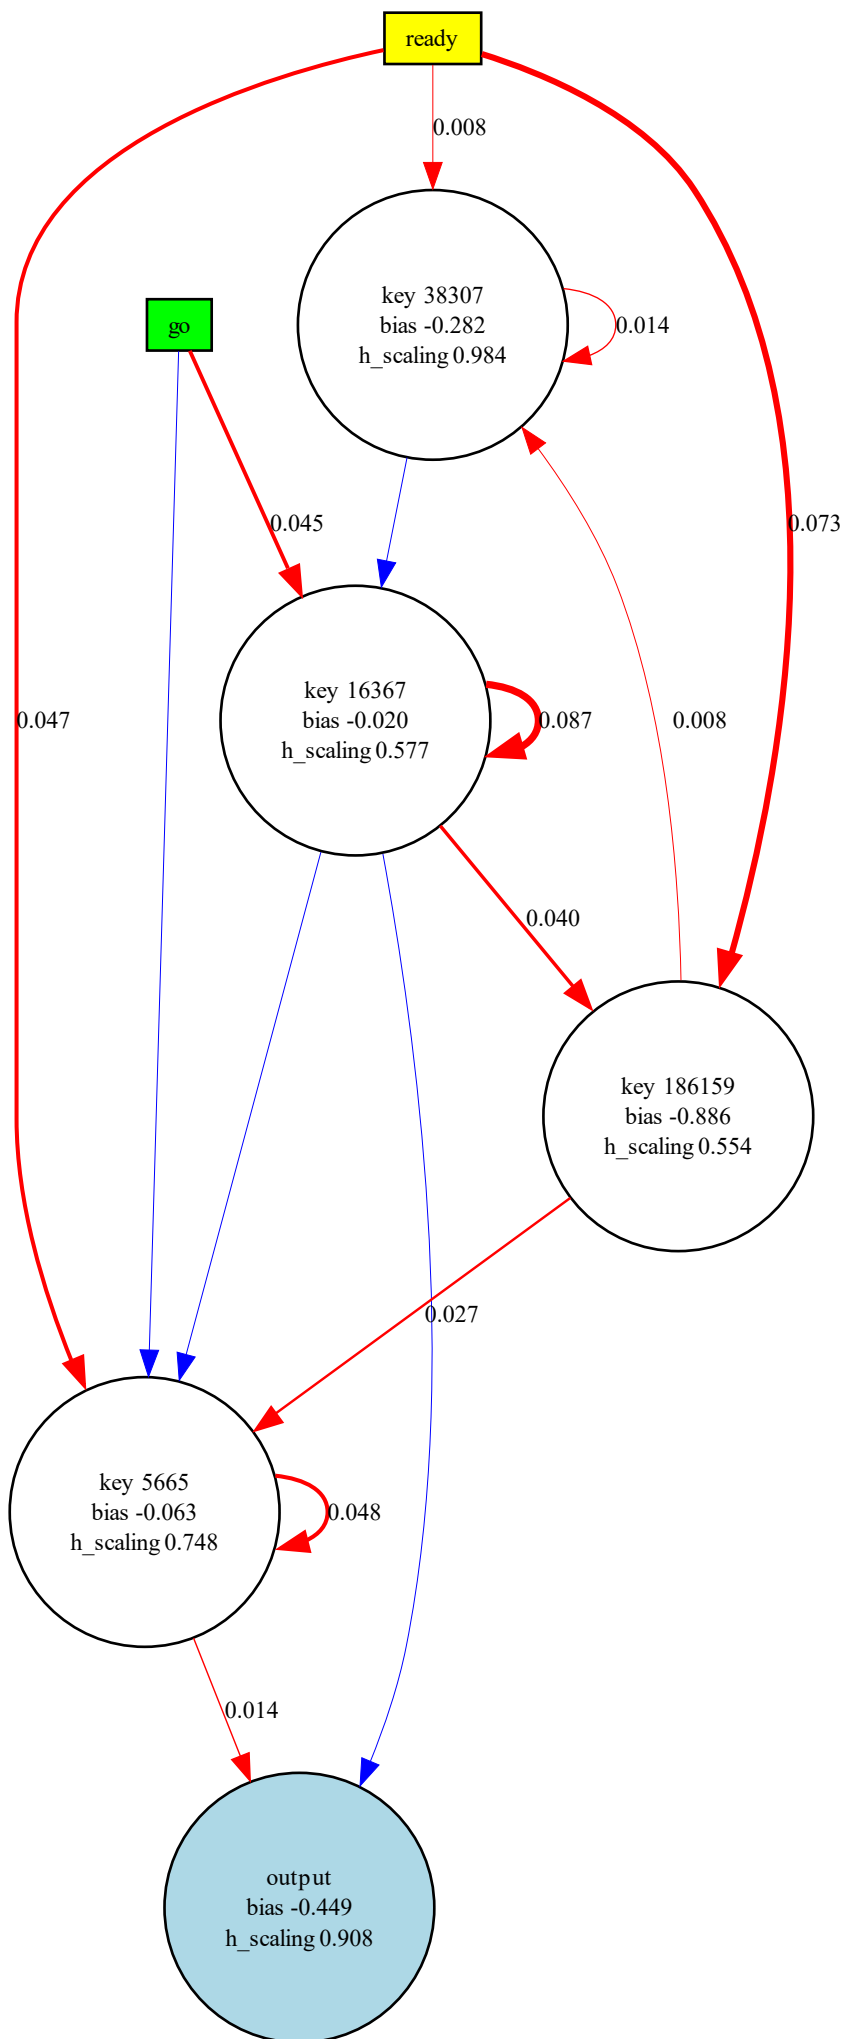 ready
0.008
key 38307
bias -0.282
h_scaling 0.984
0.014
go
0.045
0.073
key 16367
bias -0.020
h_scaling 0.577
0.047
0.087
0.008
0.040
key 186159
bias -0.886
h_scaling 0.554
0.027
key 5665
bias -0.063
h_scaling 0.748
0.048
0.014
output
bias -0.449
h_scaling 0.908